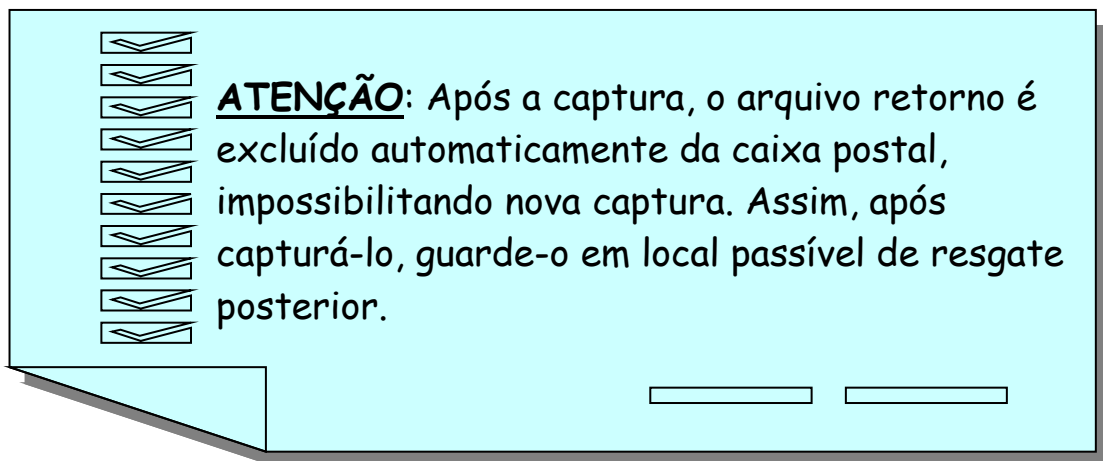 ATENÇÃO: Após a captura, o arquivo retorno é
excluído automaticamente da caixa postal,
impossibilitando nova captura. Assim, após
capturá-lo, guarde-o em local passível de resgate
posterior.